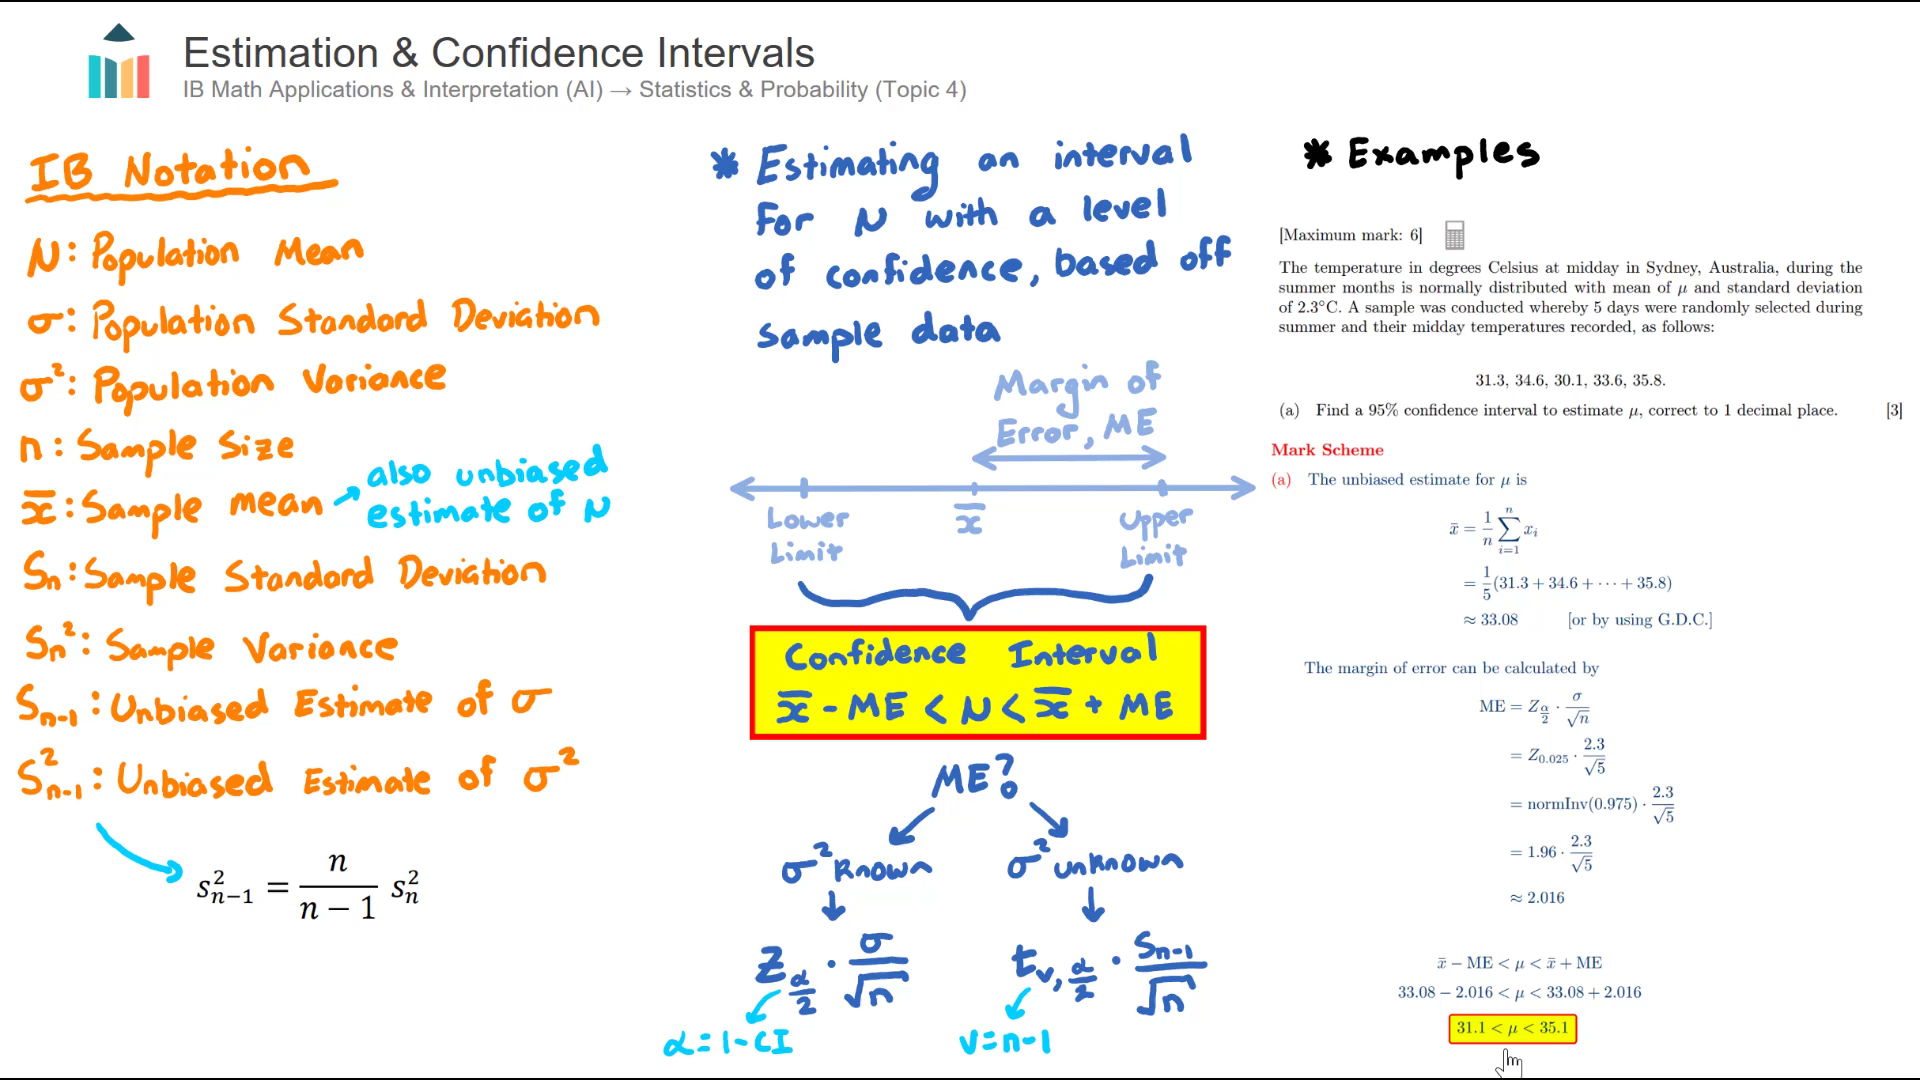 Estimation & Confidence Intervals
IB Math Applications & Interpretation (AI) → Statistics & Probability (Topic 4)
IB Notation
μ: Population Mean
σ: Population Standard Deviation
σ²: Population Variance
n: Sample Size
x̄: Sample mean → also unbiased
estimate of μ
Sn: Sample Standard Deviation
Sn²: Sample Variance
Sn-1: Unbiased Estimate of σ
S²n-1: Unbiased Estimate of σ²
s²n−1 = n/(n − 1) s²n
* Estimating an interval
for μ with a level
of confidence, based off
sample data
Margin of
Error, ME
Lower
Limit
x̄
Upper
Limit
Confidence Interval
x̄ - ME < μ < x̄ + ME
ME?
σ² Known
σ² unknown
Z α/2 · σ/√n
t v, α/2 · Sn-1/√n
α = 1 - CI
v = n - 1
* Examples
[Maximum mark: 6]
The temperature in degrees Celsius at midday in Sydney, Australia, during the
summer months is normally distributed with mean of μ and standard deviation
of 2.3°C. A sample was conducted whereby 5 days were randomly selected during
summer and their midday temperatures recorded, as follows:
31.3, 34.6, 30.1, 33.6, 35.8.
(a) Find a 95% confidence interval to estimate μ, correct to 1 decimal place. [3]
Mark Scheme
(a) The unbiased estimate for μ is
x̄ = 1/n ∑ i=1 n xi
= 1/5 (31.3 + 34.6 + ··· + 35.8)
≈ 33.08 [or by using G.D.C.]
The margin of error can be calculated by
ME = Z α/2 · σ/√n
= Z0.025 · 2.3/√5
= normInv(0.975) · 2.3/√5
= 1.96 · 2.3/√5
≈ 2.016
x̄ − ME < μ < x̄ + ME
33.08 − 2.016 < μ < 33.08 + 2.016
31.1 < μ < 35.1